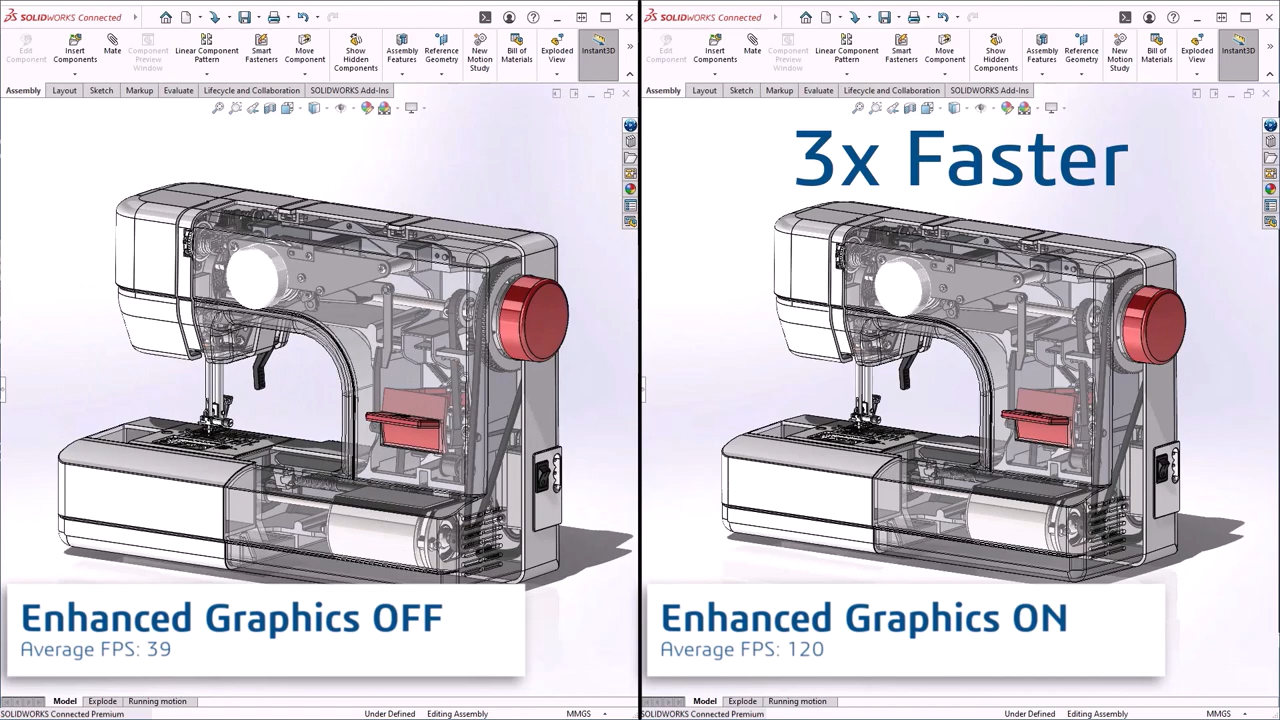 SOLIDWORKS Connected
Edit Component
Insert Components
Mate
Component Preview Window
Linear Component Pattern
Smart Fasteners
Move Component
Show Hidden Components
Assembly Features
Reference Geometry
New Motion Study
Bill of Materials
Exploded View
Instant3D
Assembly Layout Sketch Markup Evaluate Lifecycle and Collaboration SOLIDWORKS Add-Ins
Enhanced Graphics OFF
Average FPS: 39
Model Explode Running motion
SOLIDWORKS Connected Premium Under Defined Editing Assembly MMGS
SOLIDWORKS Connected
Edit Component
Insert Components
Mate
Component Preview Window
Linear Component Pattern
Smart Fasteners
Move Component
Show Hidden Components
Assembly Features
Reference Geometry
New Motion Study
Bill of Materials
Exploded View
Instant3D
Assembly Layout Sketch Markup Evaluate Lifecycle and Collaboration SOLIDWORKS Add-Ins
3x Faster
Enhanced Graphics ON
Average FPS: 120
Model Explode Running motion
SOLIDWORKS Connected Premium Under Defined Editing Assembly MMGS